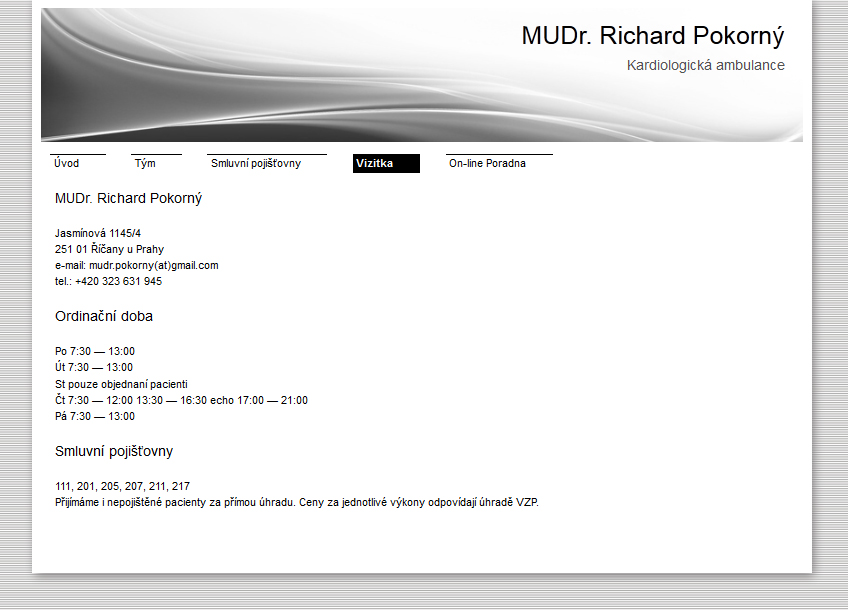 MUDr. Richard Pokorný
Kardiologická ambulance
Úvod
Tým
Smluvní pojišťovny
Vizitka
On-line Poradna
MUDr. Richard Pokorný
Jasmínová 1145/4
251 01 Říčany u Prahy
e-mail: mudr.pokorny(at)gmail.com
tel.: +420 323 631 945
Ordinační doba
Po 7:30 — 13:00
Út 7:30 — 13:00
St pouze objednaní pacienti
Čt 7:30 — 12:00 13:30 — 16:30 echo 17:00 — 21:00
Pá 7:30 — 13:00
Smluvní pojišťovny
111, 201, 205, 207, 211, 217
Přijímáme i nepojištěné pacienty za přímou úhradu. Ceny za jednotlivé výkony odpovídají úhradě VZP.